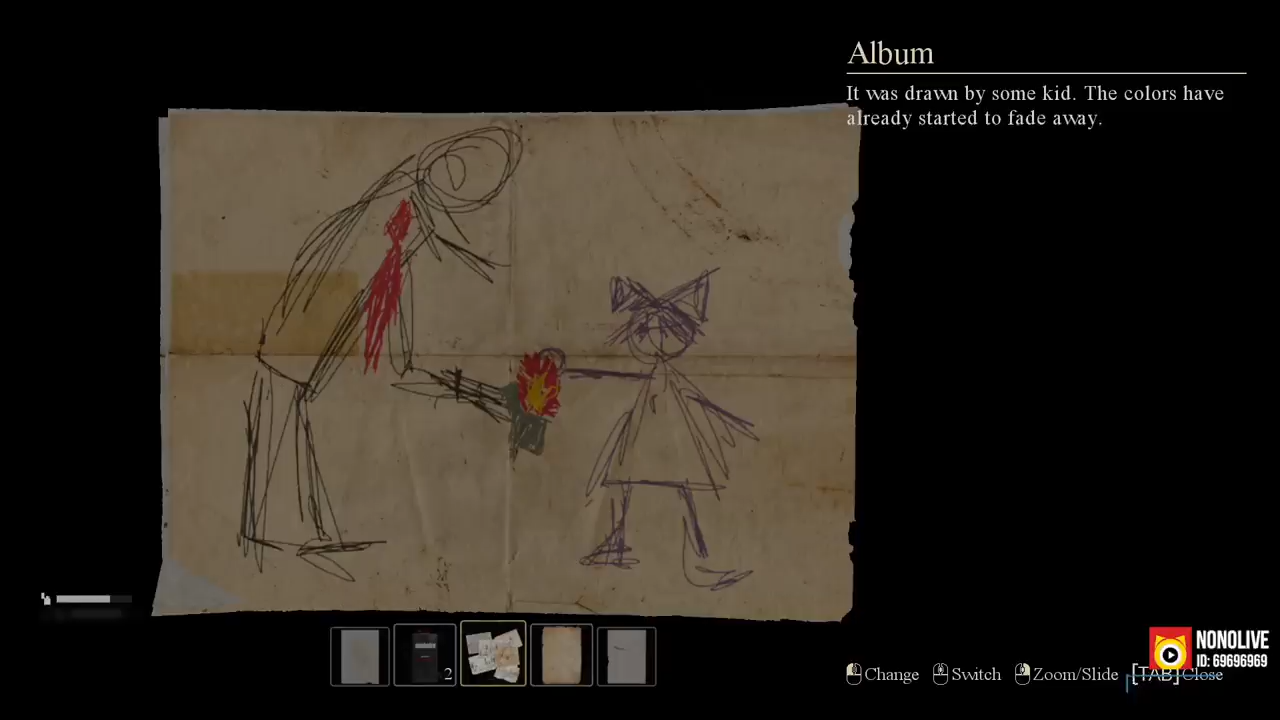 Album
It was drawn by some kid. The colors have
already started to fade away.
2
Change
Switch
Zoom/Slide
[TAB]Close
NONOLIVE
ID: 69696969